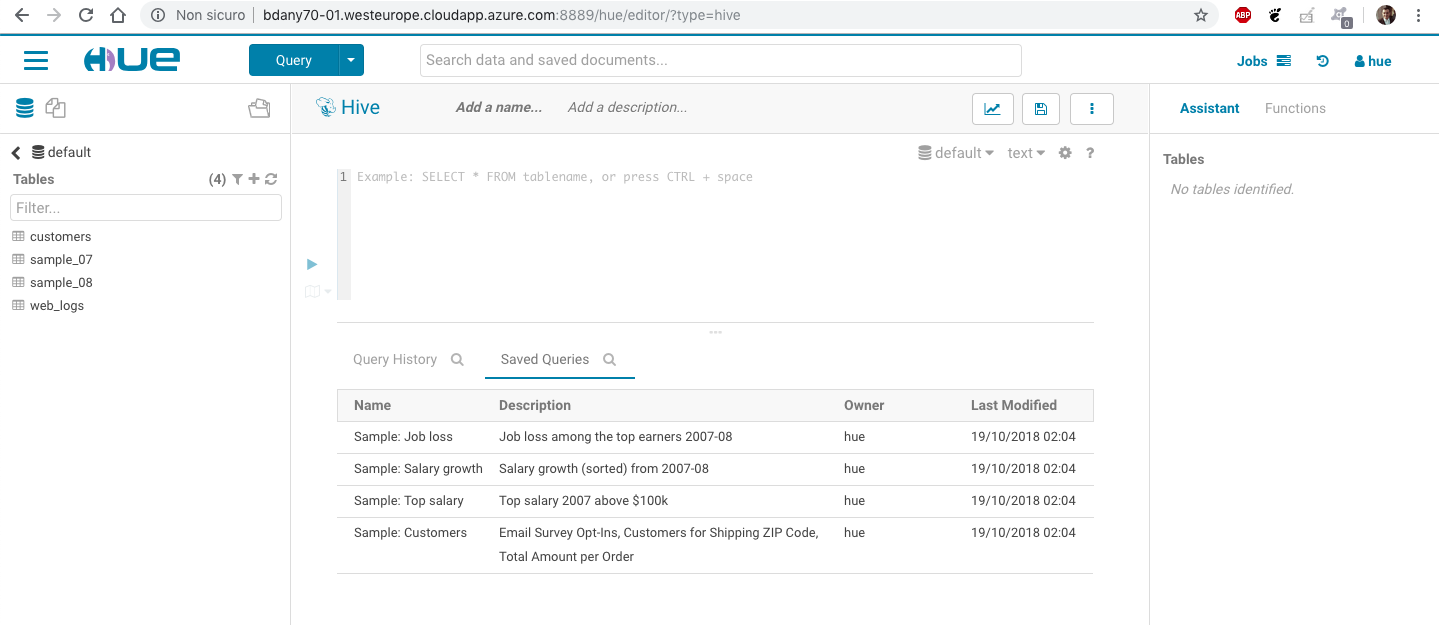 Non sicuro | bdany70-01.westeurope.cloudapp.azure.com:8889/hue/editor/?type=hive
ABP
0
HUE
Query
Search data and saved documents...
Jobs
hue
Hive
Add a name...
Add a description...
Assistant
Functions
default
Tables
(4)
Filter...
customers
sample_07
sample_08
web_logs
default
text
?
1 Example: SELECT * FROM tablename, or press CTRL + space
Tables
No tables identified.
Query History
Saved Queries
Name Description Owner Last Modified
Sample: Job loss Job loss among the top earners 2007-08 hue 19/10/2018 02:04
Sample: Salary growth Salary growth (sorted) from 2007-08 hue 19/10/2018 02:04
Sample: Top salary Top salary 2007 above $100k hue 19/10/2018 02:04
Sample: Customers Email Survey Opt-Ins, Customers for Shipping ZIP Code, hue 19/10/2018 02:04
Total Amount per Order